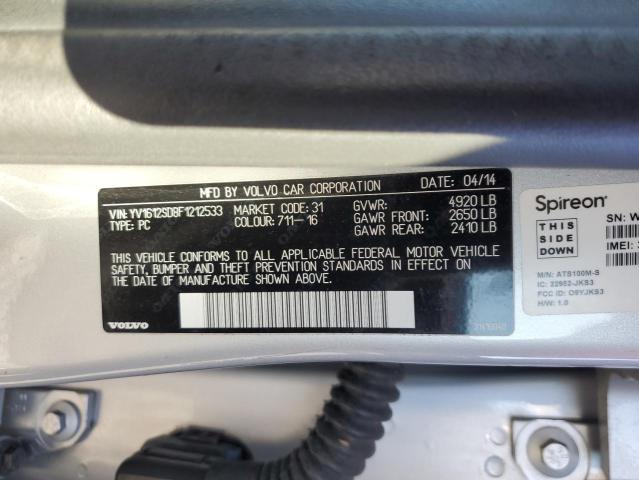 MFD BY VOLVO CAR CORPORATION DATE: 04/14
VIN: YV1612SD8F1212533 MARKET CODE: 31 GVWR: 4920 LB
TYPE: PC COLOUR: 711-16 GAWR FRONT: 2650 LB
GAWR REAR: 2410 LB
THIS VEHICLE CONFORMS TO ALL APPLICABLE FEDERAL MOTOR VEHICLE
SAFETY, BUMPER AND THEFT PREVENTION STANDARDS IN EFFECT ON
THE DATE OF MANUFACTURE SHOWN ABOVE.
VOLVO
Spireon
THIS
SIDE
DOWN
SN: W
IMEI: 3
M/N: ATS100M-S
IC: 22982-JKS3
FCC ID: O9YJKS3
H/W: 1.0